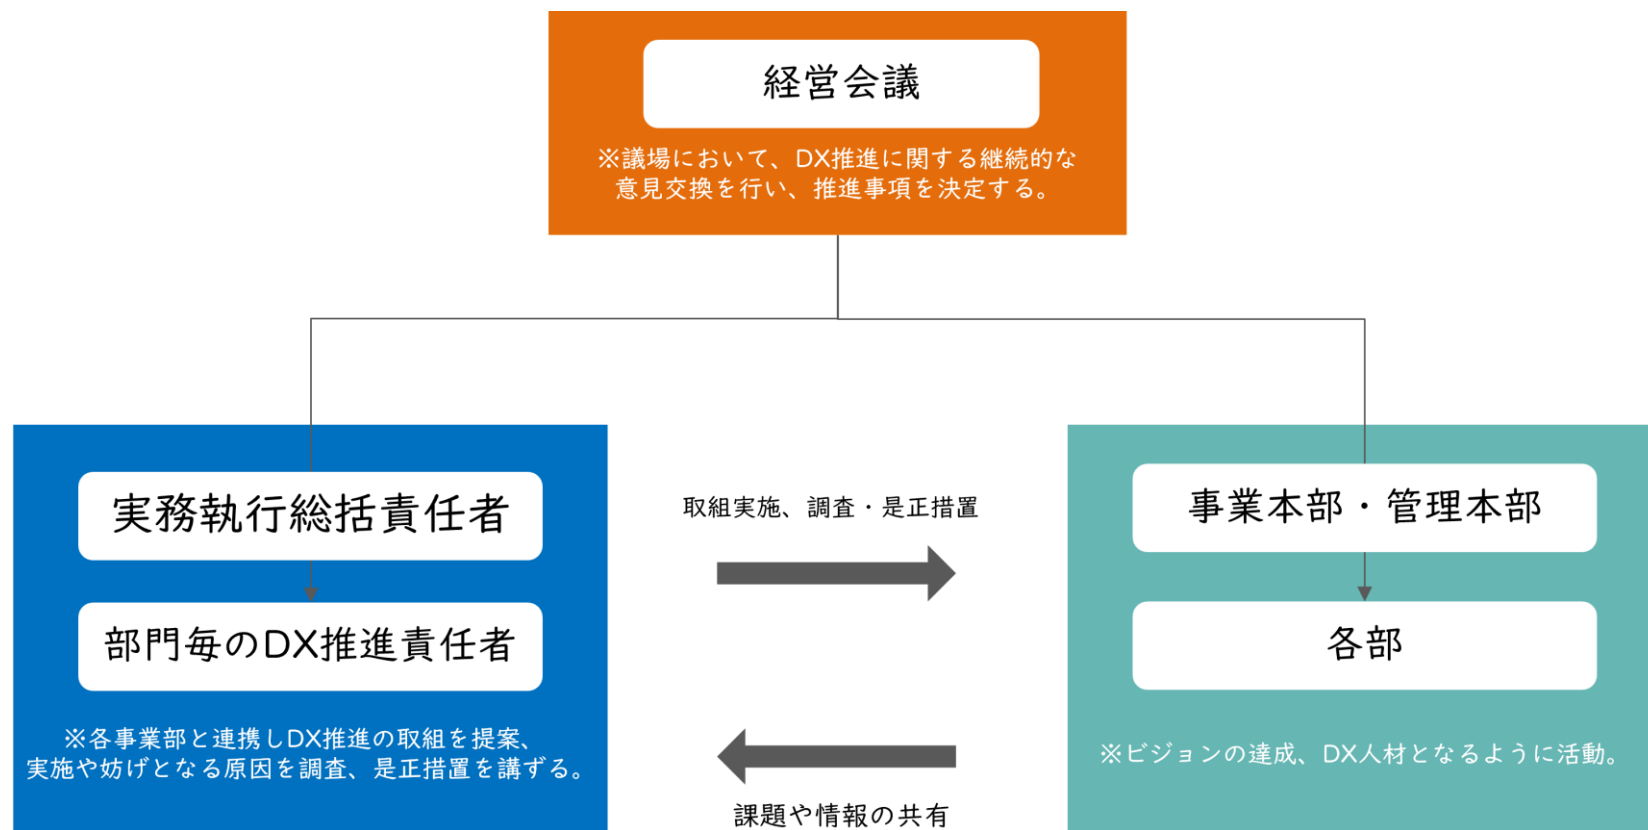 経営会議
※議場において、DX推進に関する継続的な
意見交換を行い、推進事項を決定する。
実務執行総括責任者
部門毎のDX推進責任者
※各事業部と連携しDX推進の取組を提案、
実施や妨げとなる原因を調査、是正措置を講ずる。
取組実施、調査・是正措置
課題や情報の共有
事業本部・管理本部
各部
※ビジョンの達成、DX人材となるように活動。